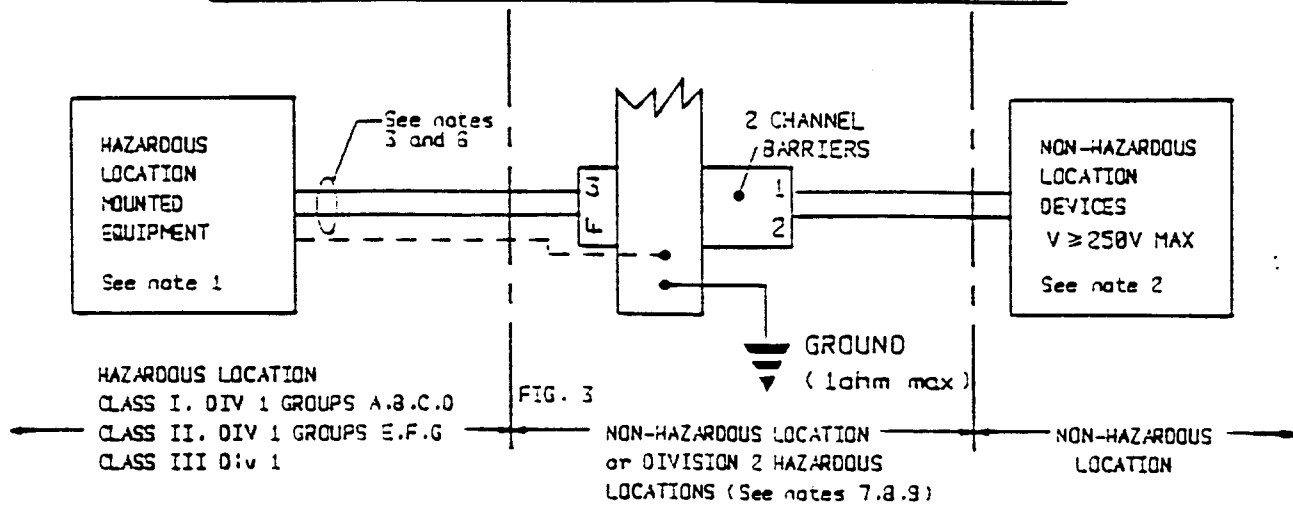 HAZARDOUS
LOCATION
MOUNTED
EQUIPMENT
See note 1
See notes
3 and 6
3
F
2 CHANNEL
BARRIERS
1
2
NON-HAZARDOUS
LOCATION
DEVICES
V ≥ 250V MAX
See note 2
GROUND
(1ohm max)
FIG. 3
HAZARDOUS LOCATION
CLASS I. DIV 1 GROUPS A.B.C.D
CLASS II. DIV 1 GROUPS E.F.G
CLASS III Div 1
NON-HAZARDOUS LOCATION
or DIVISION 2 HAZARDOUS
LOCATIONS (See notes 7.8.9)
NON-HAZARDOUS
LOCATION